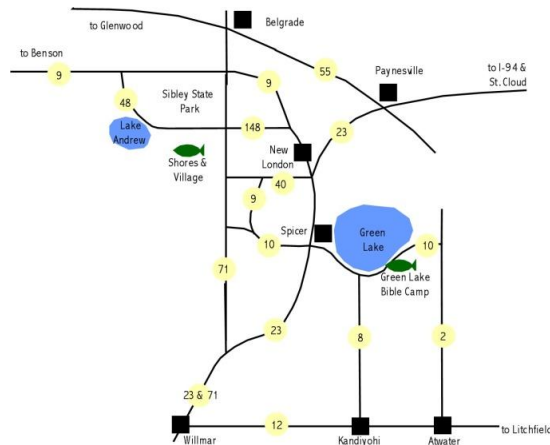 to Glenwood
Belgrade
to Benson
9
55
Paynesville
to I-94 &
St. Cloud
9
48
Sibley State
Park
Lake
Andrew
148
23
New
London
Shores &
Village
40
9
Spicer
Green
Lake
10
10
71
Green Lake
Bible Camp
23
8
2
23 & 71
12
to Litchfield
Willmar
Kandiyohi
Atwater